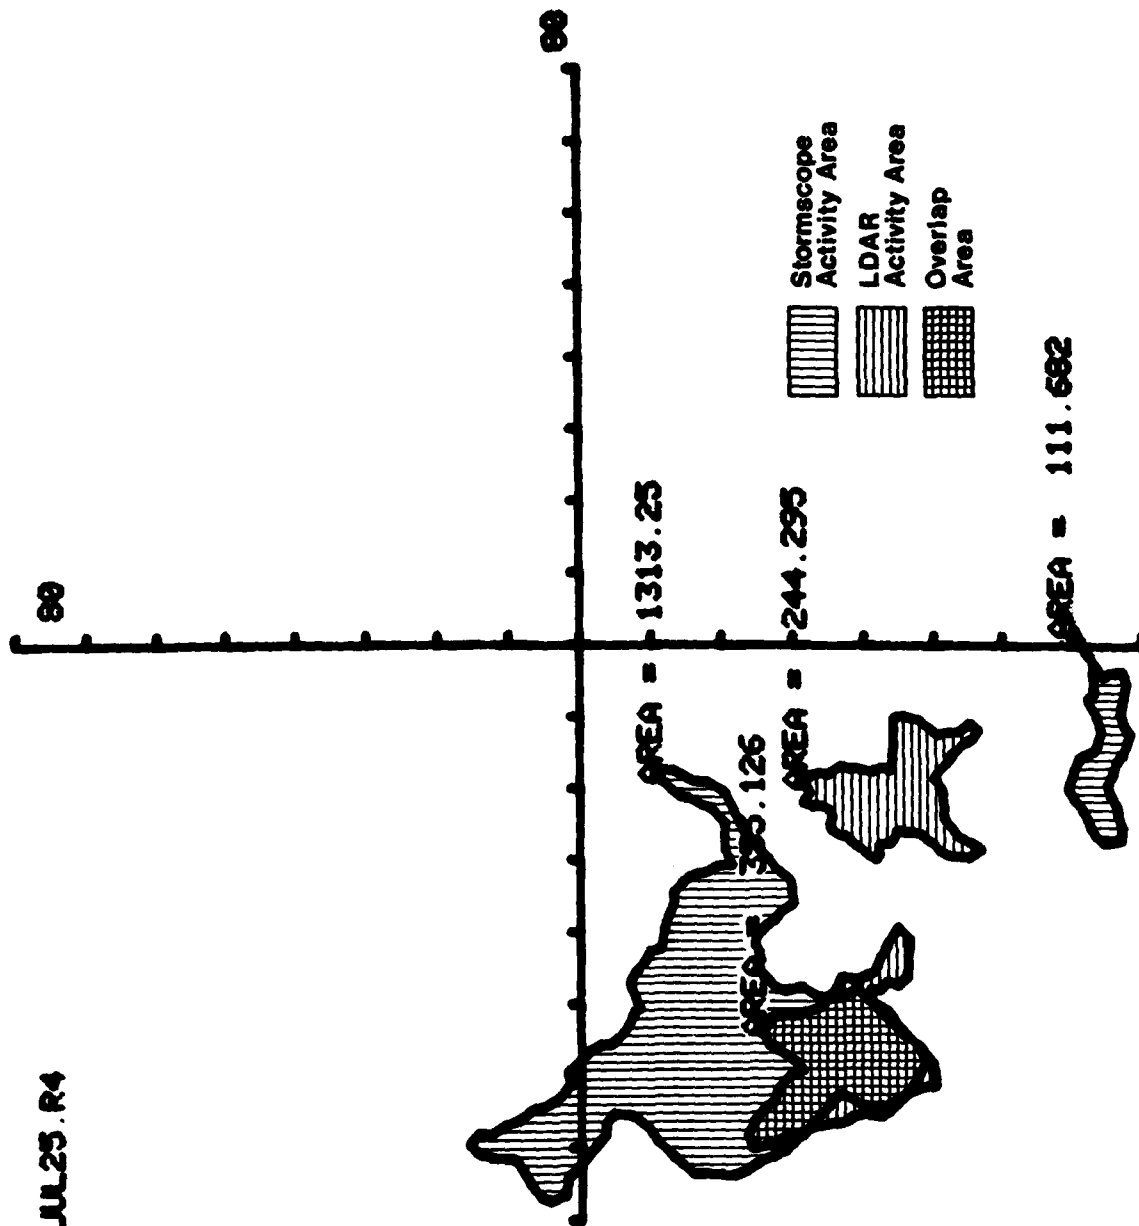 JUL25.R4
80
80
AREA = 1313.25
AREA =
AREA = 244.295
Stormscope
Activity Area
LDAR
Activity Area
Overlap
Area
AREA = 111.682